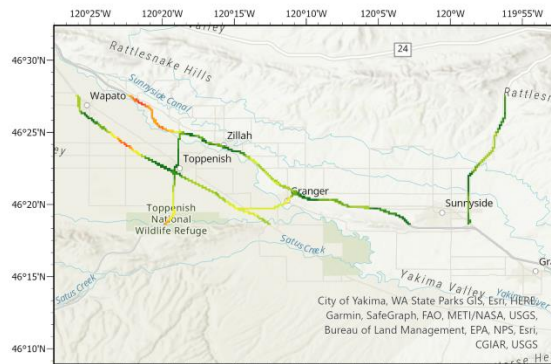 120°25'W 120°20'W 120°15'W 120°10'W 120°5'W 120°W 119°55'W
46°30'N
46°25'N
46°20'N
46°15'N
46°10'N
Valley
24
Rattlesnake Hills
Sunnyside Canal
Rattlesn
Wapato
Zillah
ey
Toppenish
Granger
Sunnyside
Toppenish
National
Wildlife Refuge
Satus Creek
Satus Creek
Yakima Valley
Gra
City of Yakima, WA State Parks GIS, Esri, HERE,
Garmin, SafeGraph, FAO, METI/NASA, USGS,
Bureau of Land Management, EPA, NPS, Esri,
CGIAR, USGS